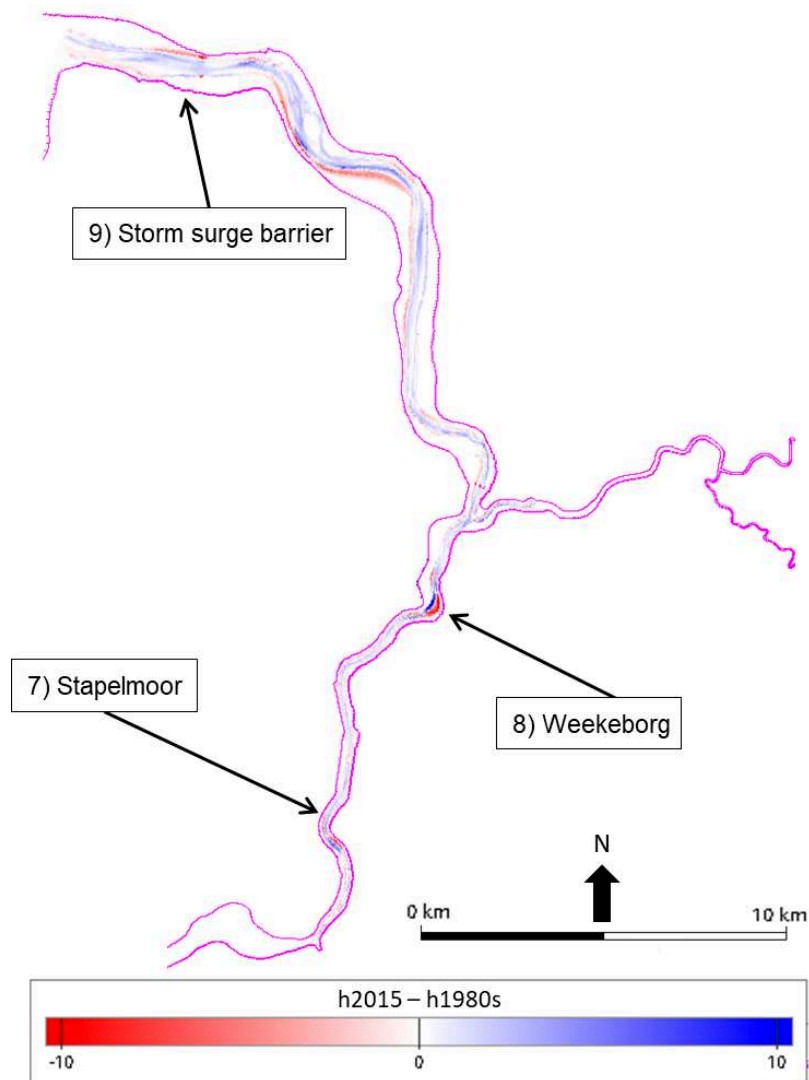 9) Storm surge barrier
7) Stapelmoor
8) Weekeborg
N
0 km
10 km
h2015 – h1980s
-10
0
10